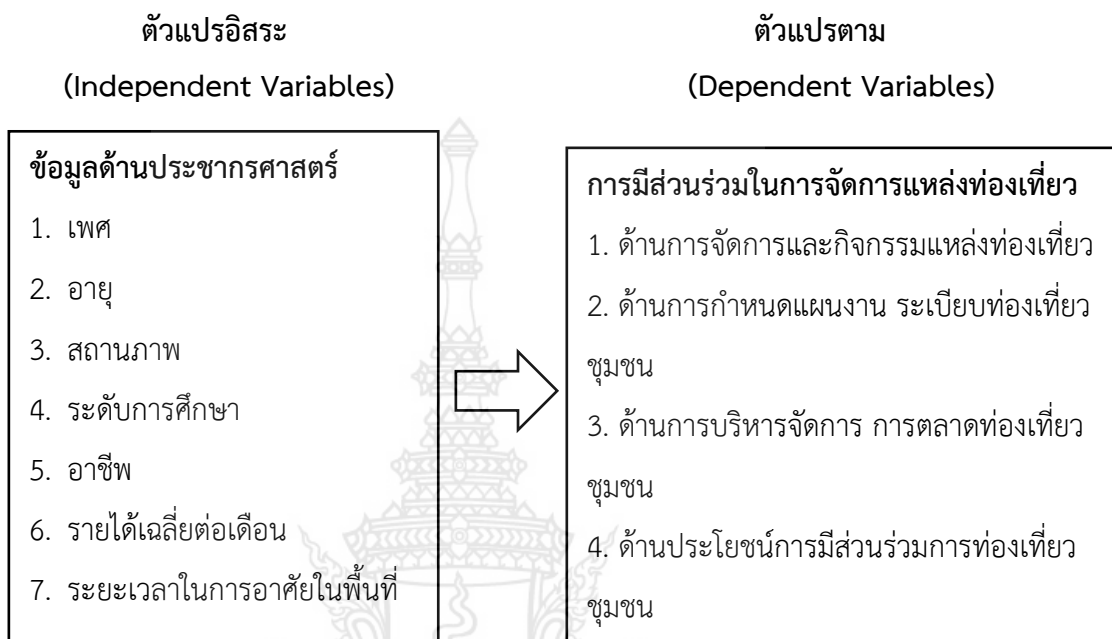 ตัวแปรอิสระ
(Independent Variables)
ข้อมูลด้านประชากรศาสตร์
1. เพศ
2. อายุ
3. สถานภาพ
4. ระดับการศึกษา
5. อาชีพ
6. รายได้เฉลี่ยต่อเดือน
7. ระยะเวลาในการอาศัยในพื้นที่
ตัวแปรตาม
(Dependent Variables)
การมีส่วนร่วมในการจัดการแหล่งท่องเที่ยว
1. ด้านการจัดการและกิจกรรมแหล่งท่องเที่ยว
2. ด้านการกำหนดแผนงาน ระเบียบท่องเที่ยว
ชุมชน
3. ด้านการบริหารจัดการ การตลาดท่องเที่ยว
ชุมชน
4. ด้านประโยชน์การมีส่วนร่วมการท่องเที่ยว
ชุมชน